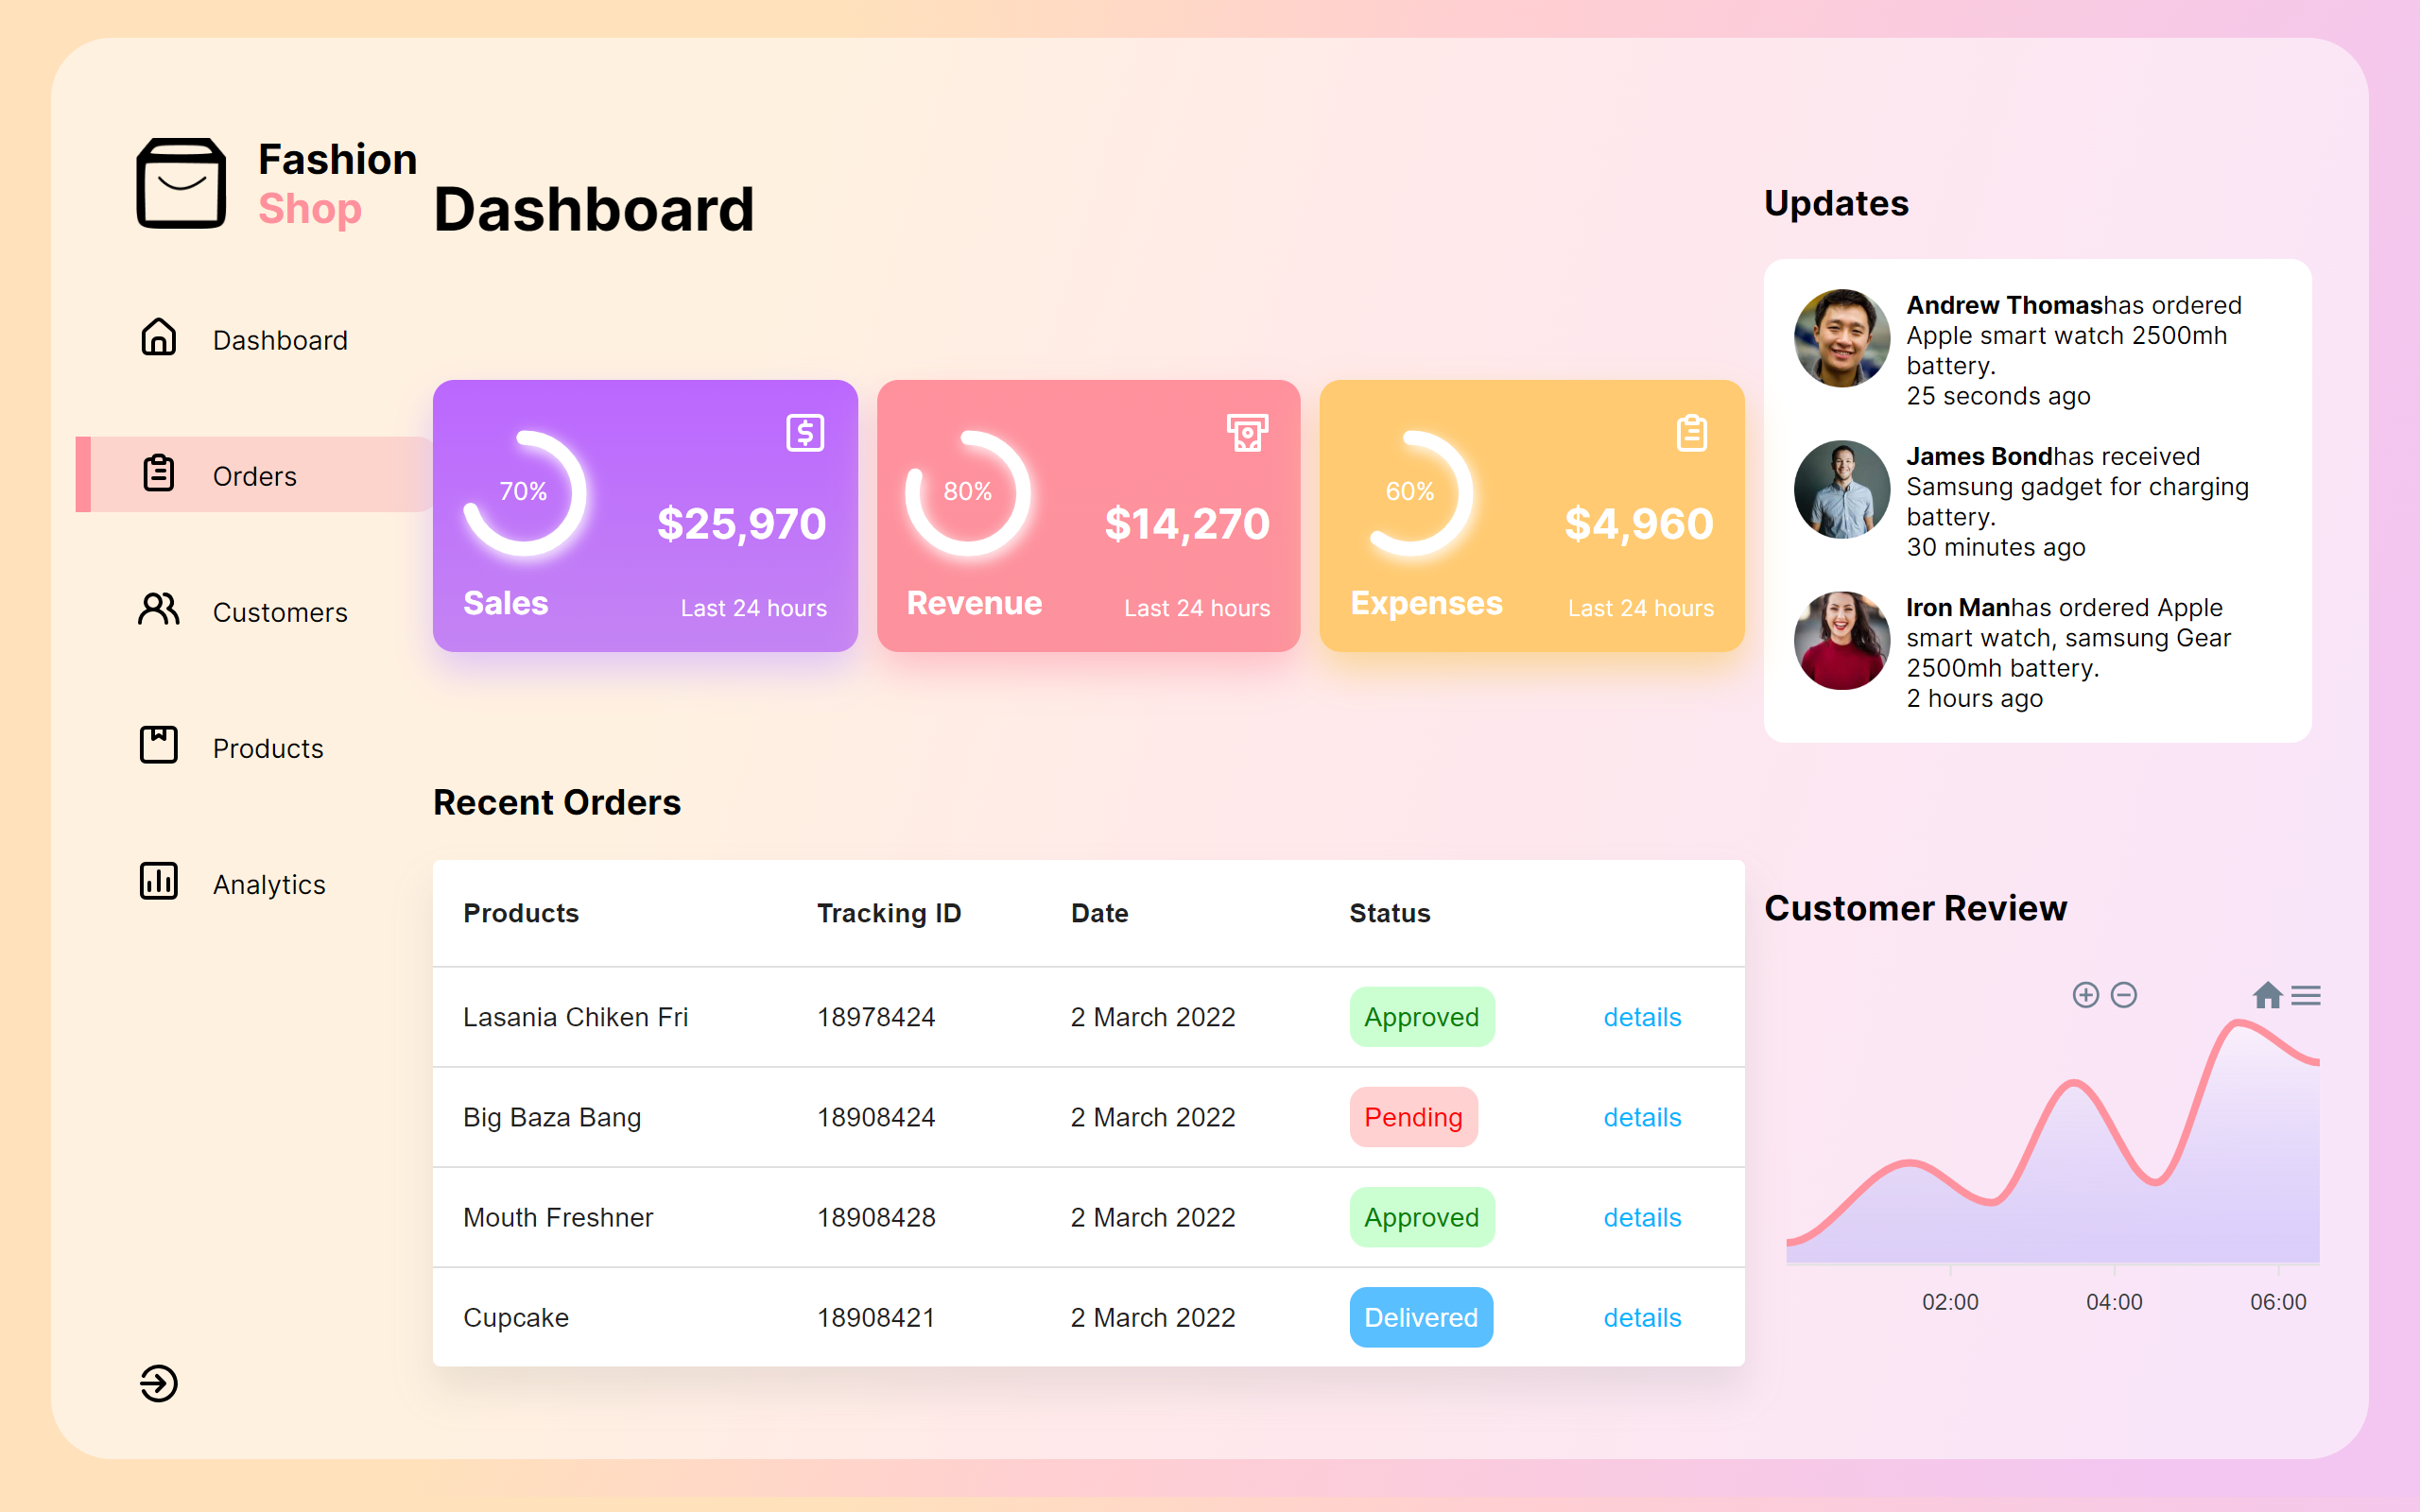 Fashion
Shop
Dashboard
Orders
Customers
Products
Analytics
Dashboard
70%
$25,970
Sales
Last 24 hours
80%
$14,270
Revenue
Last 24 hours
60%
$4,960
Expenses
Last 24 hours
Recent Orders
Products Tracking ID Date Status
Lasania Chiken Fri 18978424 2 March 2022 Approved details
Big Baza Bang 18908424 2 March 2022 Pending details
Mouth Freshner 18908428 2 March 2022 Approved details
Cupcake 18908421 2 March 2022 Delivered details
Updates
Andrew Thomashas ordered
Apple smart watch 2500mh
battery.
25 seconds ago
James Bondhas received
Samsung gadget for charging
battery.
30 minutes ago
Iron Manhas ordered Apple
smart watch, samsung Gear
2500mh battery.
2 hours ago
Customer Review
02:00 04:00 06:00